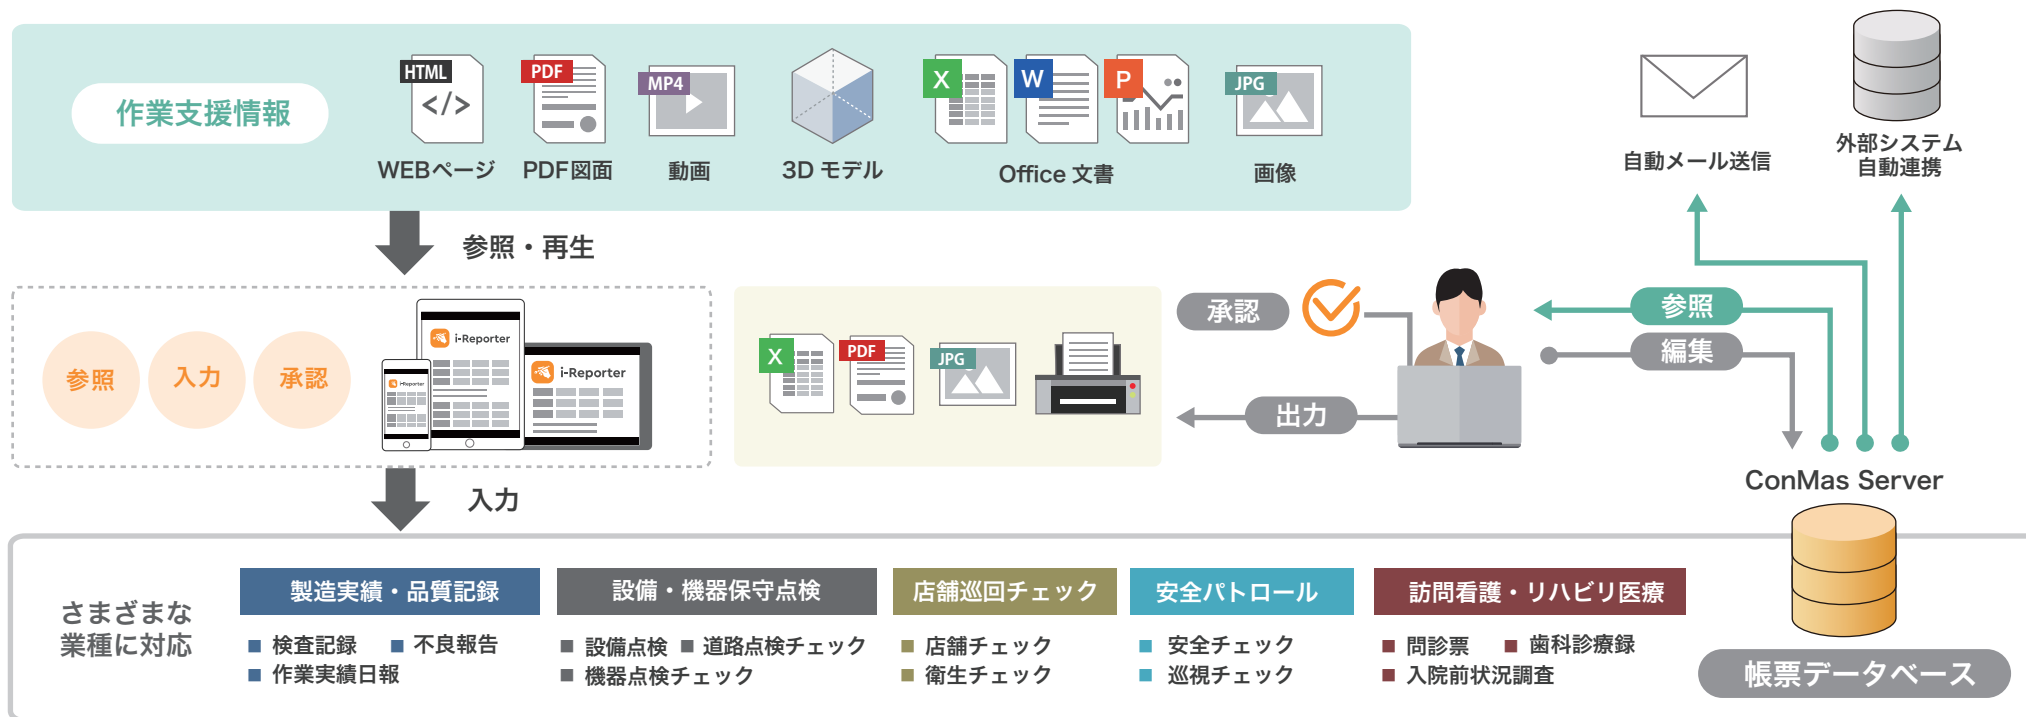 作業支援情報
HTML
</>
WEBページ
PDF
PDF図面
MP4
動画
3D モデル
X
W
P
Office 文書
JPG
画像
自動メール送信
外部システム
自動連携
参照・再生
参照
入力
承認
i-Reporter
i-Reporter
i-Reporter
X
PDF
JPG
承認
出力
参照
編集
ConMas Server
入力
さまざまな
業種に対応
製造実績・品質記録
■ 検査記録 ■ 不良報告
■ 作業実績日報
設備・機器保守点検
■ 設備点検 ■ 道路点検チェック
■ 機器点検チェック
店舗巡回チェック
■ 店舗チェック
■ 衛生チェック
安全パトロール
■ 安全チェック
■ 巡視チェック
訪問看護・リハビリ医療
■ 問診票 ■ 歯科診療録
■ 入院前状況調査
帳票データベース